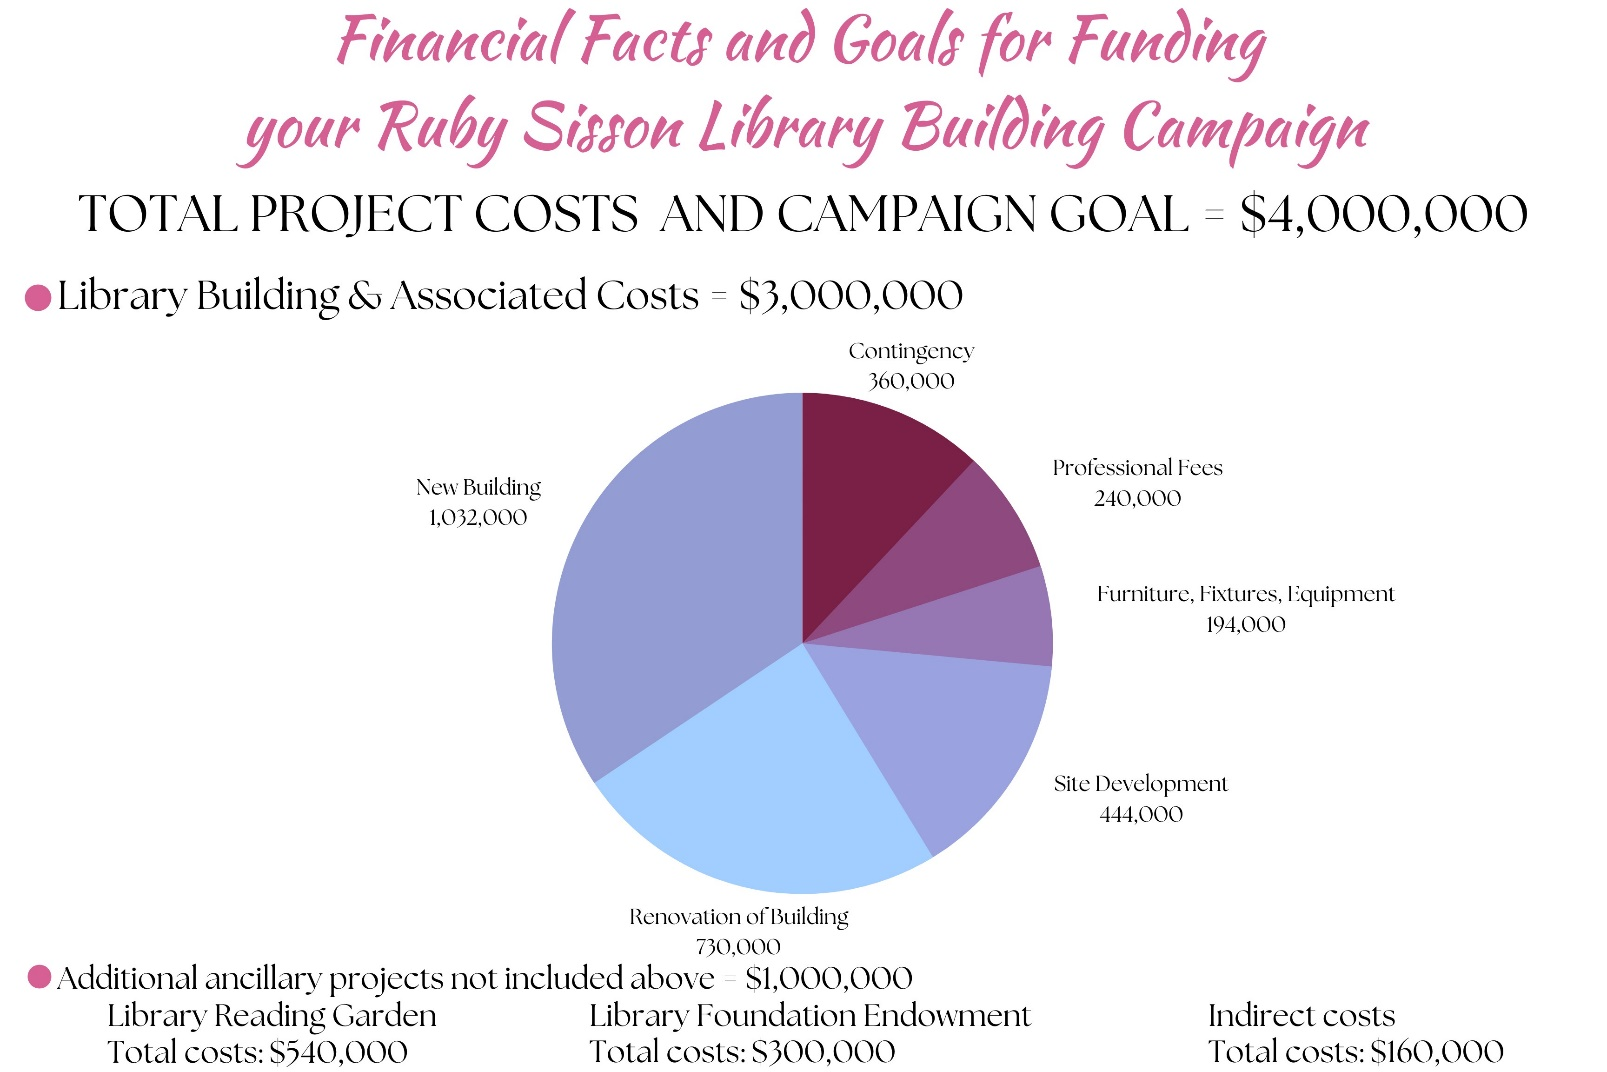 Financial Facts and Goals for Funding
your Ruby Sisson Library Building Campaign
TOTAL PROJECT COSTS AND CAMPAIGN GOAL = $4,000,000
Library Building & Associated Costs = $3,000,000
Contingency
360,000
Professional Fees
240,000
New Building
1,032,000
Furniture, Fixtures, Equipment
194,000
Site Development
444,000
Renovation of Building
730,000
Additional ancillary projects not included above = $1,000,000
Library Reading Garden
Total costs: $540,000
Library Foundation Endowment
Total costs: $300,000
Indirect costs
Total costs: $160,000